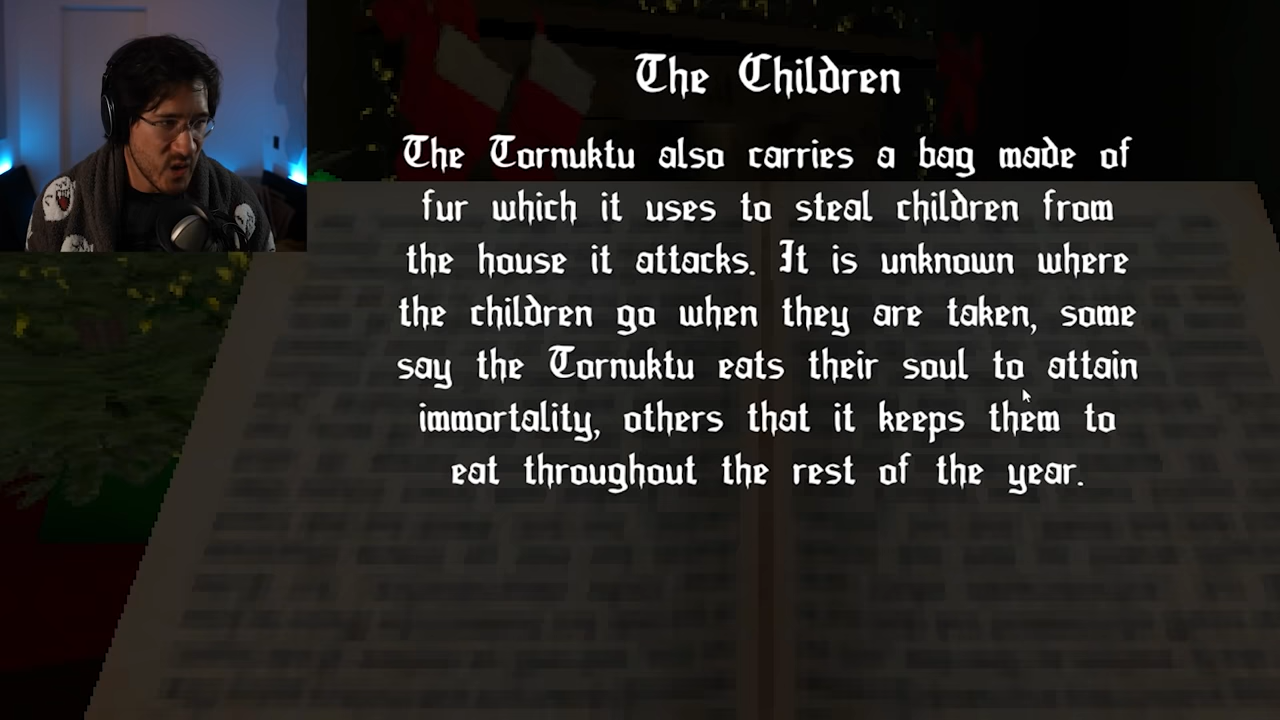 The Children
The Tornuktu also carries a bag made of
fur which it uses to steal children from
the house it attacks. It is unknown where
the children go when they are taken, some
say the Tornuktu eats their soul to attain
immortality, others that it keeps them to
eat throughout the rest of the year.